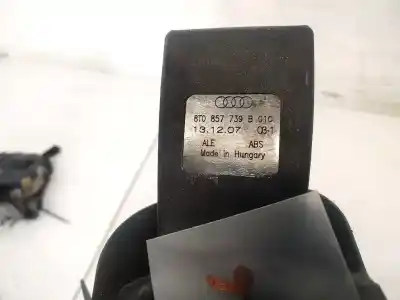 8T0 857 739 B 01C
13.12.07 03-1
ALE ABS
Made in Hungary